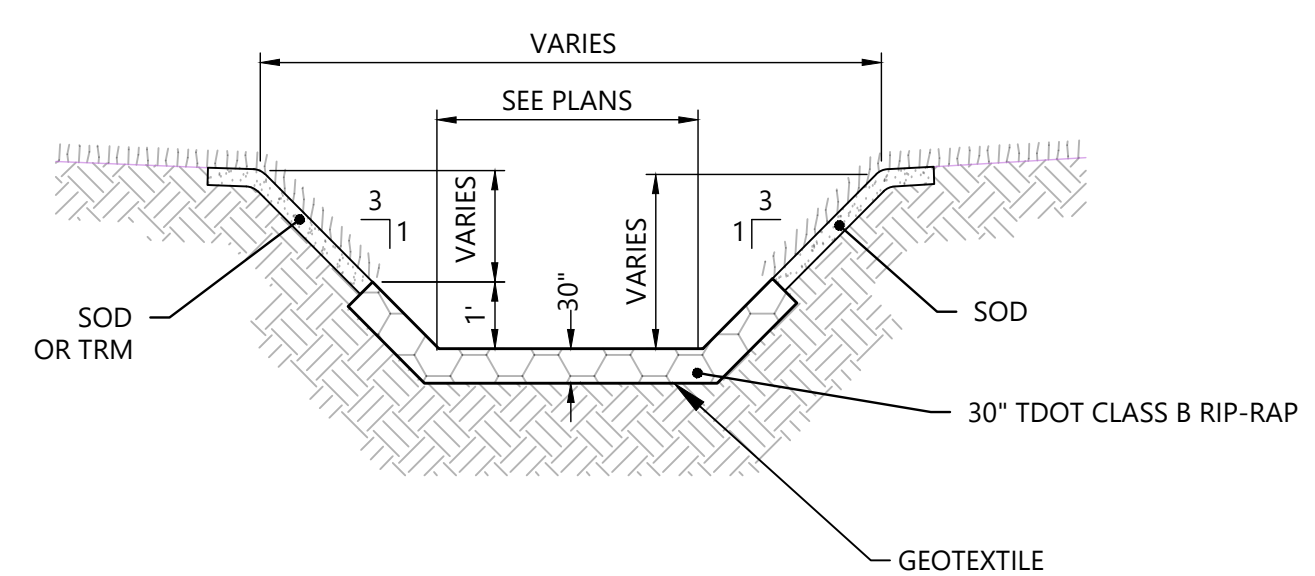 VARIES
SEE PLANS
3
1
VARIES
1'
30"
VARIES
3
1
SOD
OR TRM
SOD
30" TDOT CLASS B RIP-RAP
GEOTEXTILE